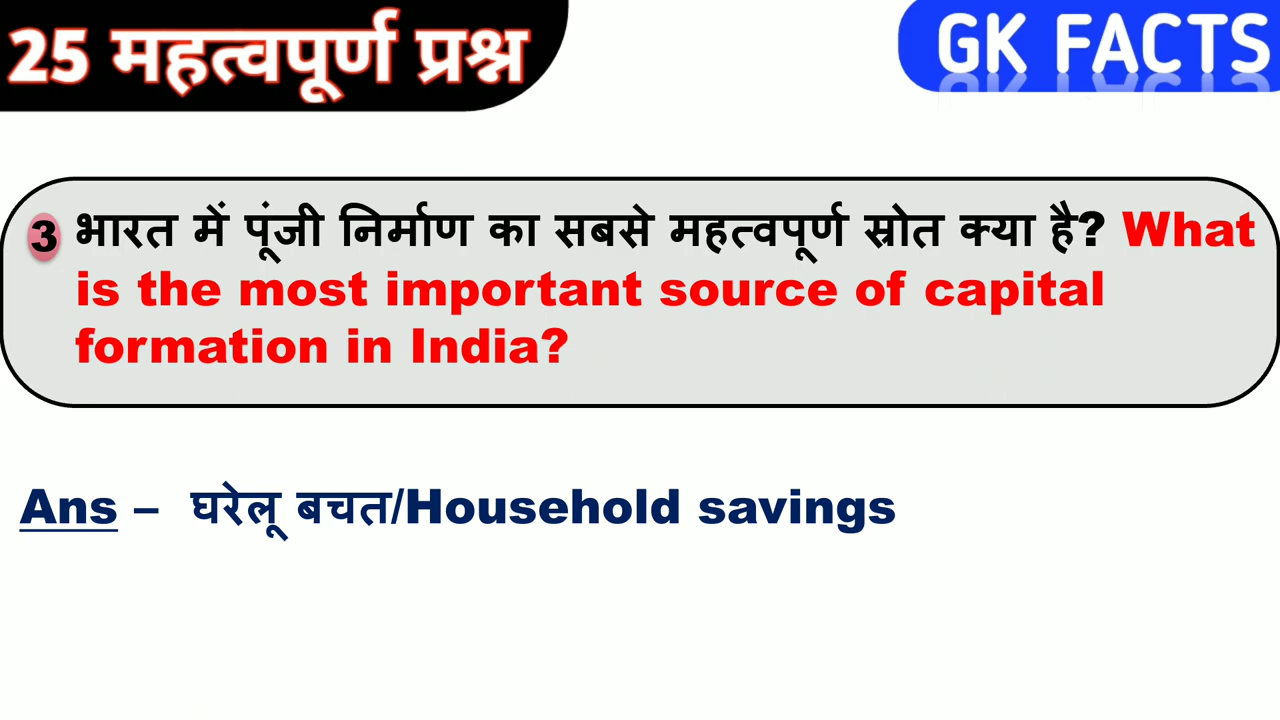 25 महत्वपूर्ण प्रश्न
GK FACTS
3 भारत में पूंजी निर्माण का सबसे महत्वपूर्ण स्रोत क्या है? What
is the most important source of capital
formation in India?
Ans – घरेलू बचत/Household savings